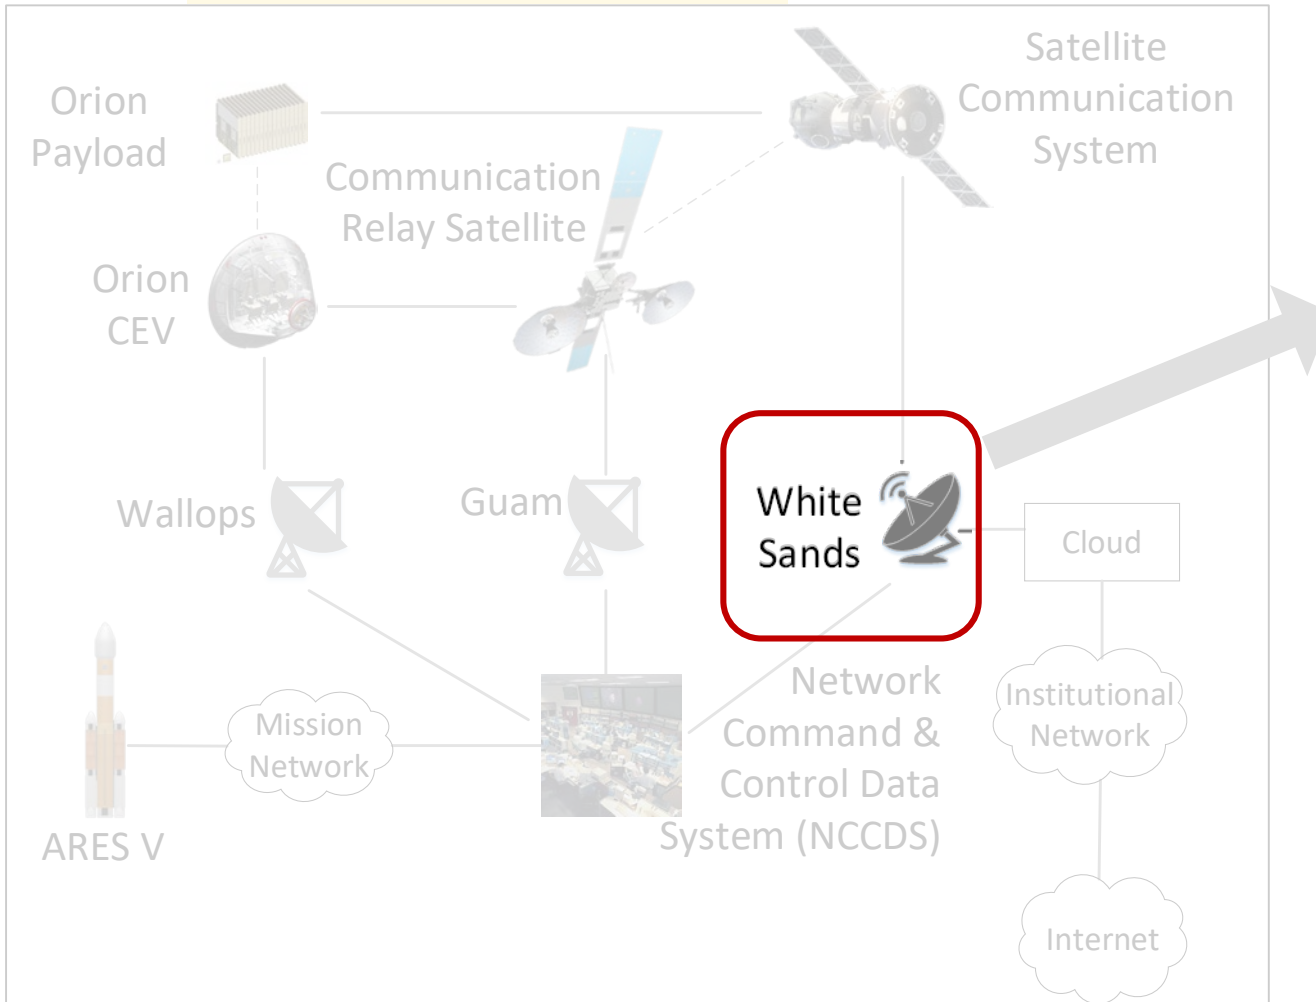 Orion
Payload
Satellite
Communication
System
Communication
Relay Satellite
Orion
CEV
Wallops
Guam
White
Sands
Cloud
Mission
Network
Network
Command &
Control Data
System (NCCDS)
Institutional
Network
ARES V
Internet